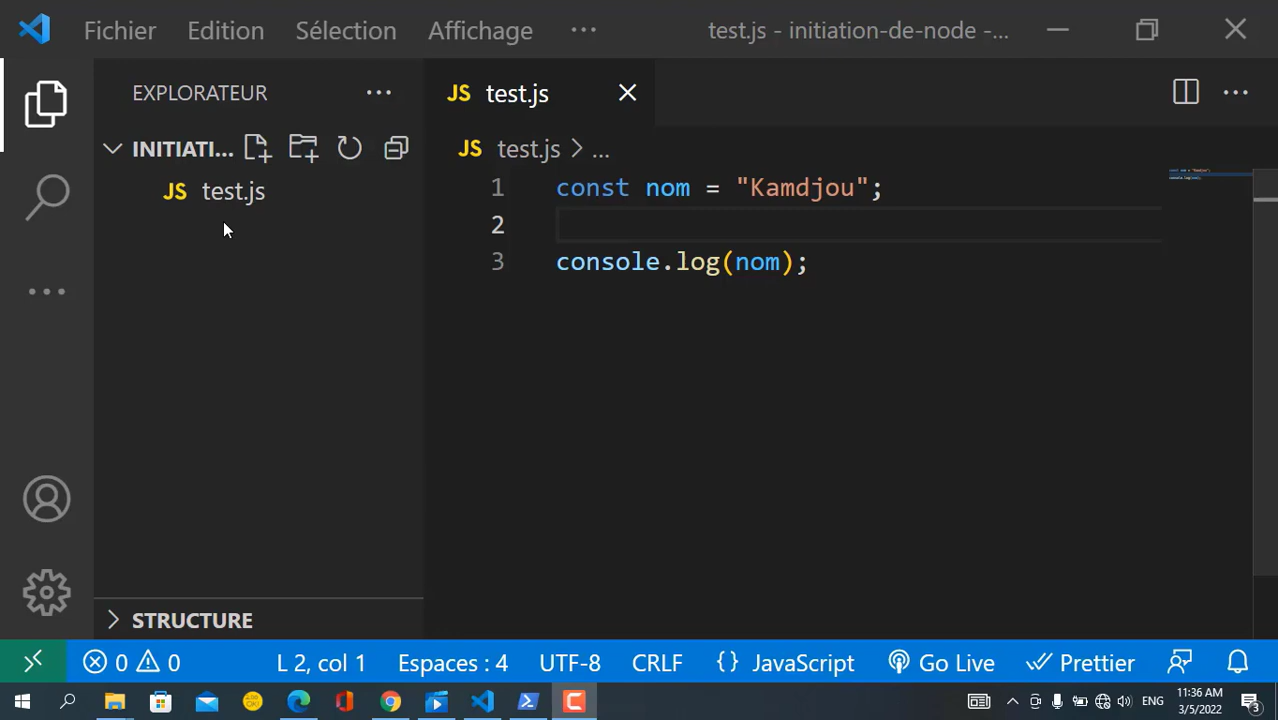 Fichier Edition Sélection Affichage ··· test.js - initiation-de-node -...
EXPLORATEUR ···
INITIATI...
JS test.js
JS test.js
JS test.js > ...
1 const nom = "Kamdjou";
2
3 console.log(nom);
STRUCTURE
0 0 L 2, col 1 Espaces : 4 UTF-8 CRLF {} JavaScript Go Live Prettier
ENG 11:36 AM
3/5/2022 3